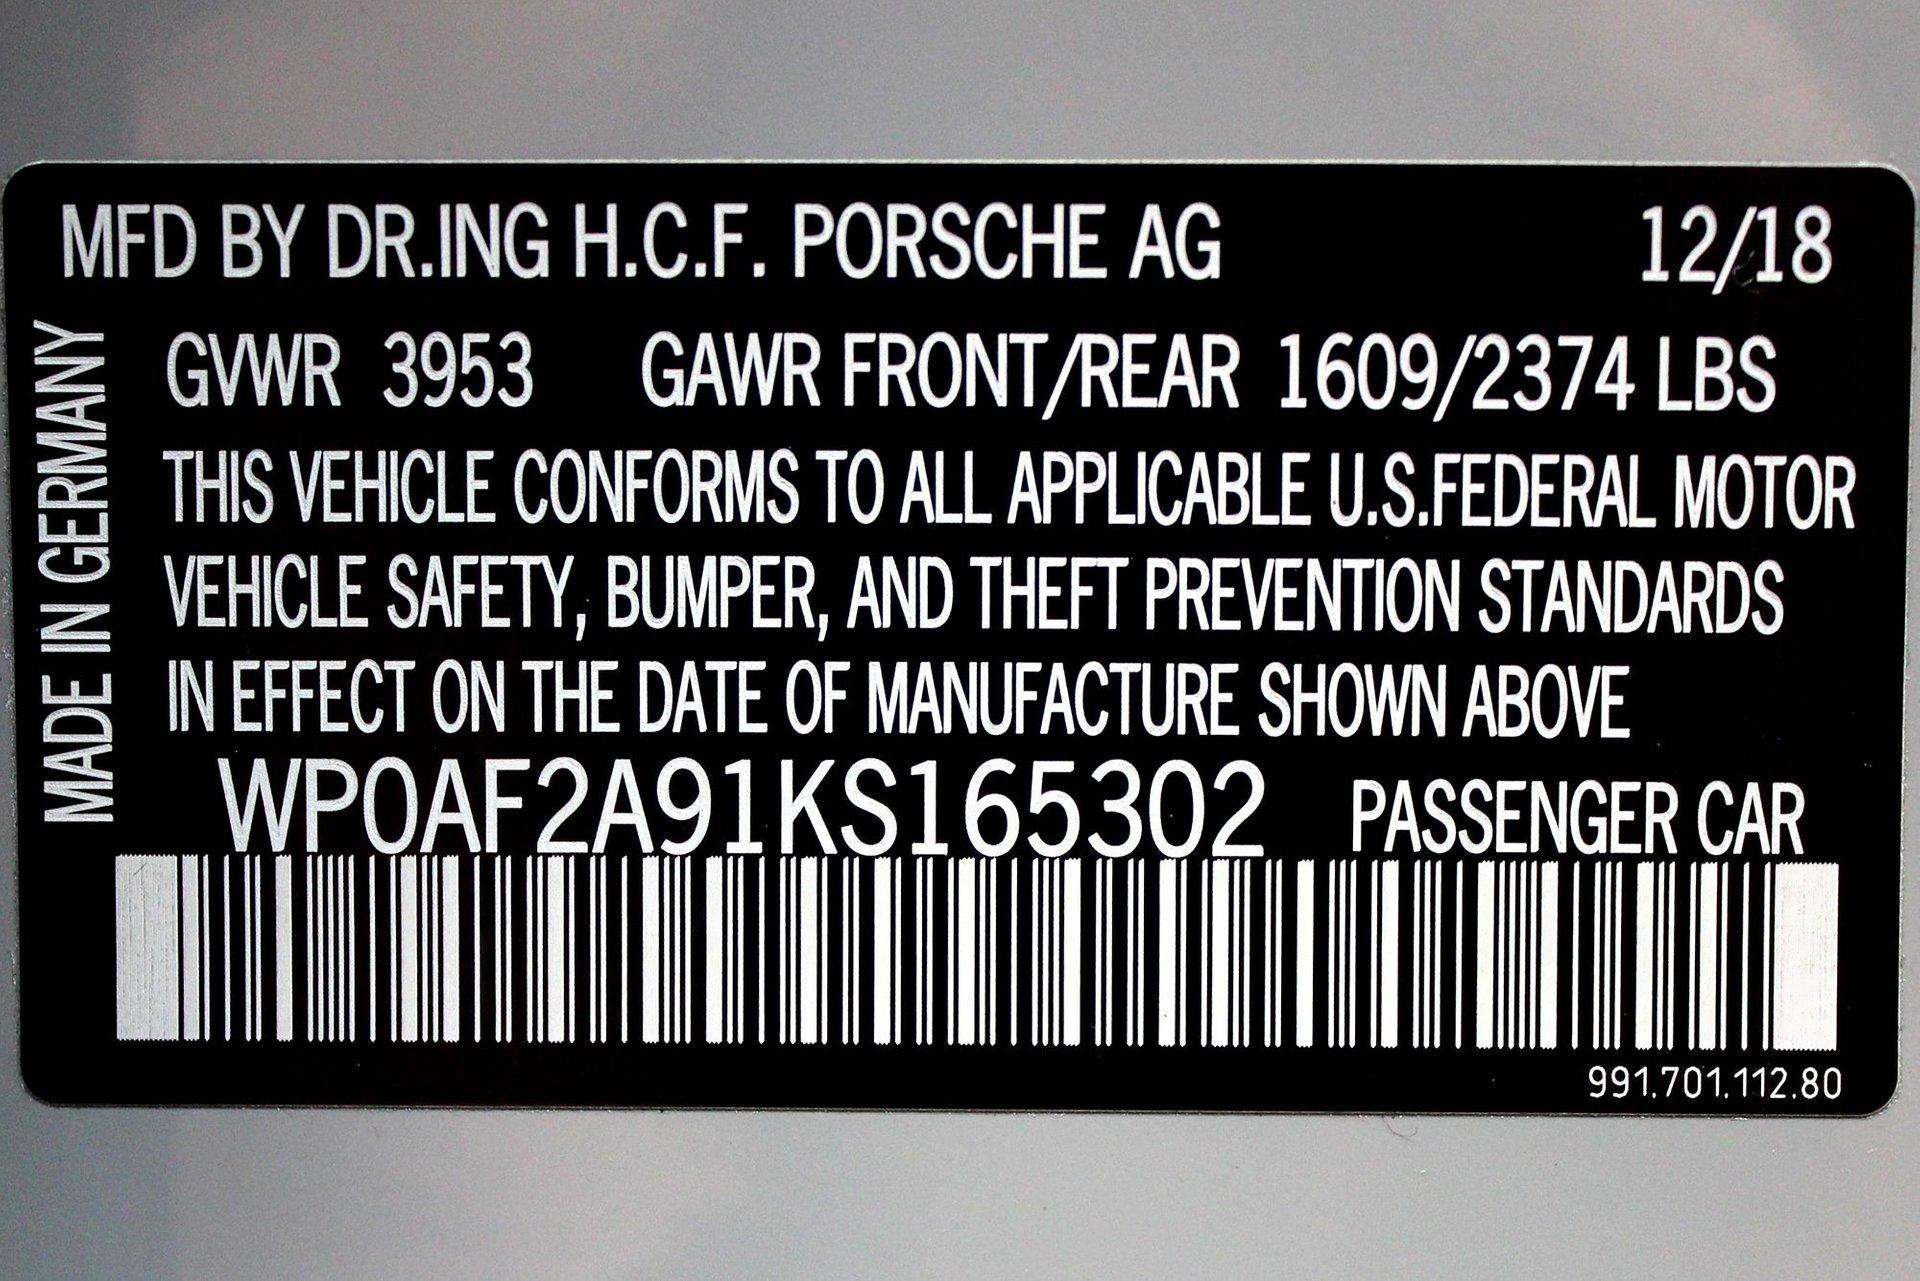 MFD BY DR.ING H.C.F. PORSCHE AG 12/18
MADE IN GERMANY
GVWR 3953 GAWR FRONT/REAR 1609/2374 LBS
THIS VEHICLE CONFORMS TO ALL APPLICABLE U.S.FEDERAL MOTOR
VEHICLE SAFETY, BUMPER, AND THEFT PREVENTION STANDARDS
IN EFFECT ON THE DATE OF MANUFACTURE SHOWN ABOVE
WP0AF2A91KS165302 PASSENGER CAR
991.701.112.80